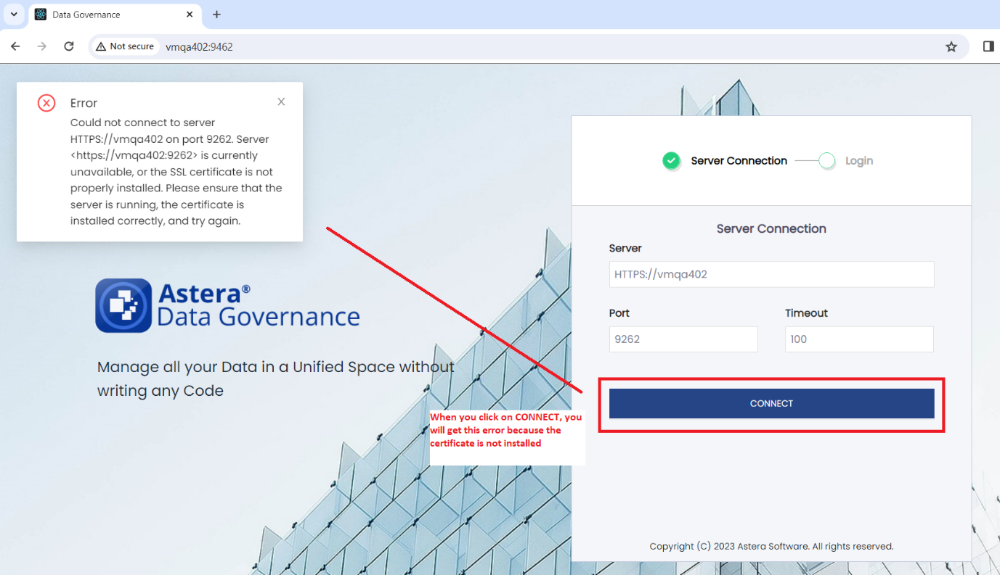 Data Governance
Not secure
vmqa402:9462
Error
Could not connect to server
HTTPS://vmqa402 on port 9262. Server
<https://vmqa402:9262> is currently
unavailable, or the SSL certificate is not
properly installed. Please ensure that the
server is running, the certificate is
installed correctly, and try again.
Astera®
Data Governance
Manage all your Data in a Unified Space without
writing any Code
When you click on CONNECT, you
will get this error because the
certificate is not installed
Server Connection
Login
Server Connection
Server
HTTPS://vmqa402
Port
Timeout
9262
100
CONNECT
Copyright (C) 2023 Astera Software. All rights reserved.